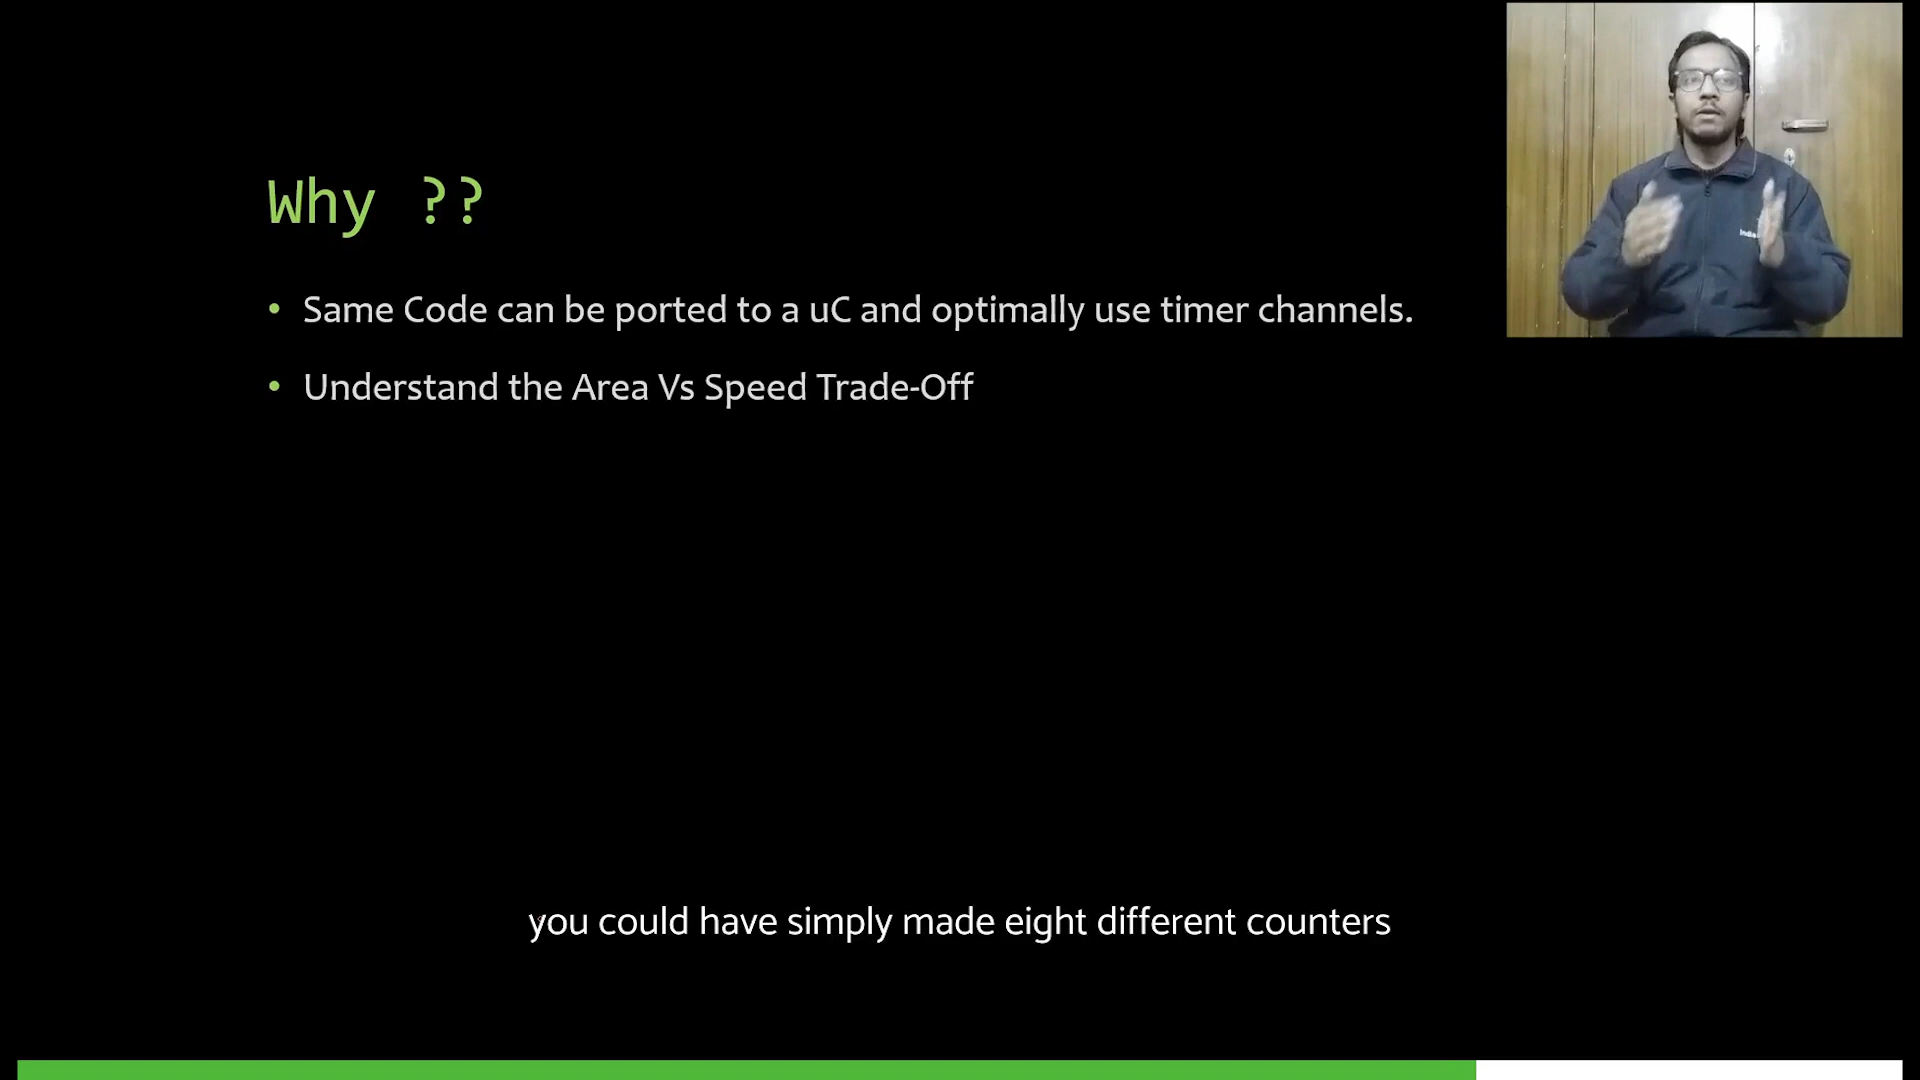 Why ??
• Same Code can be ported to a uC and optimally use timer channels.
• Understand the Area Vs Speed Trade-Off
you could have simply made eight different counters
India